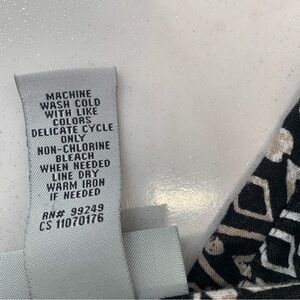 MACHINE
WASH COLD
WITH LIKE
COLORS
DELICATE CYCLE
ONLY
NON-CHLORINE
BLEACH
WHEN NEEDED
LINE DRY
WARM IRON
IF NEEDED
RN# 99249
CS 11070176